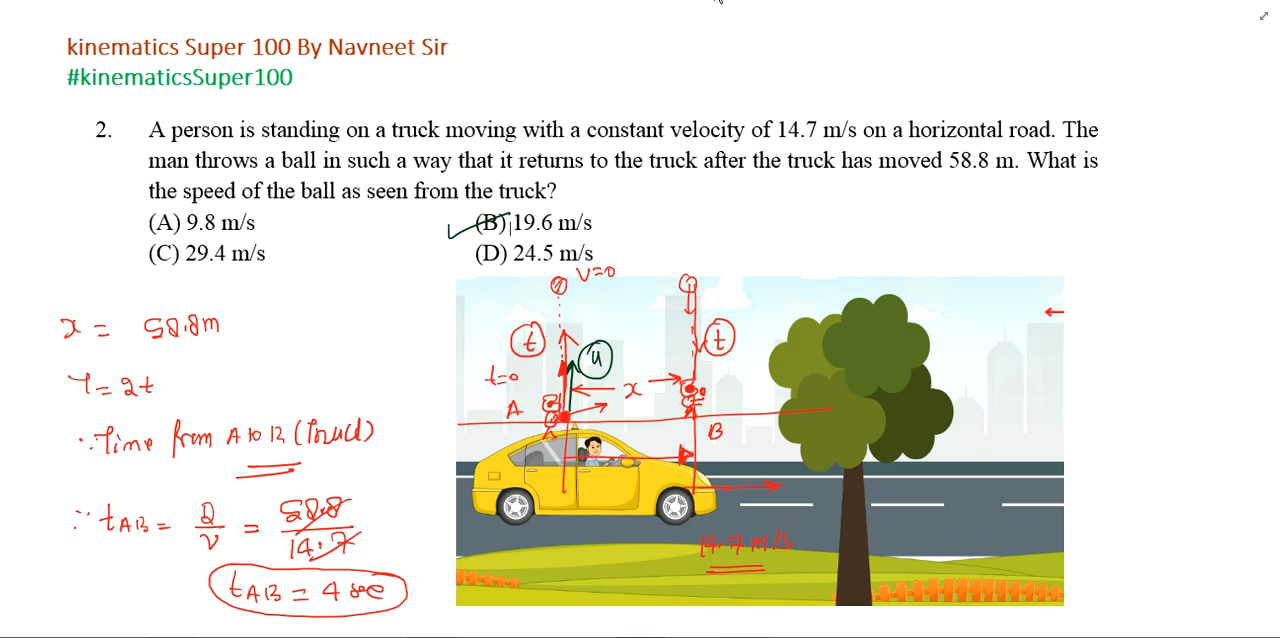 kinematics Super 100 By Navneet Sir
#kinematicsSuper100
2. A person is standing on a truck moving with a constant velocity of 14.7 m/s on a horizontal road. The
man throws a ball in such a way that it returns to the truck after the truck has moved 58.8 m. What is
the speed of the ball as seen from the truck?
(A) 9.8 m/s (B) 19.6 m/s
(C) 29.4 m/s (D) 24.5 m/s
V=0
x = 58.8m
t
u
t
t=0
x
A
B
T=2t
∴ Time from A to B (Truck)
∵ tAB = D/v = 58.8/14.7
14.7 m/s
tAB = 4 sec